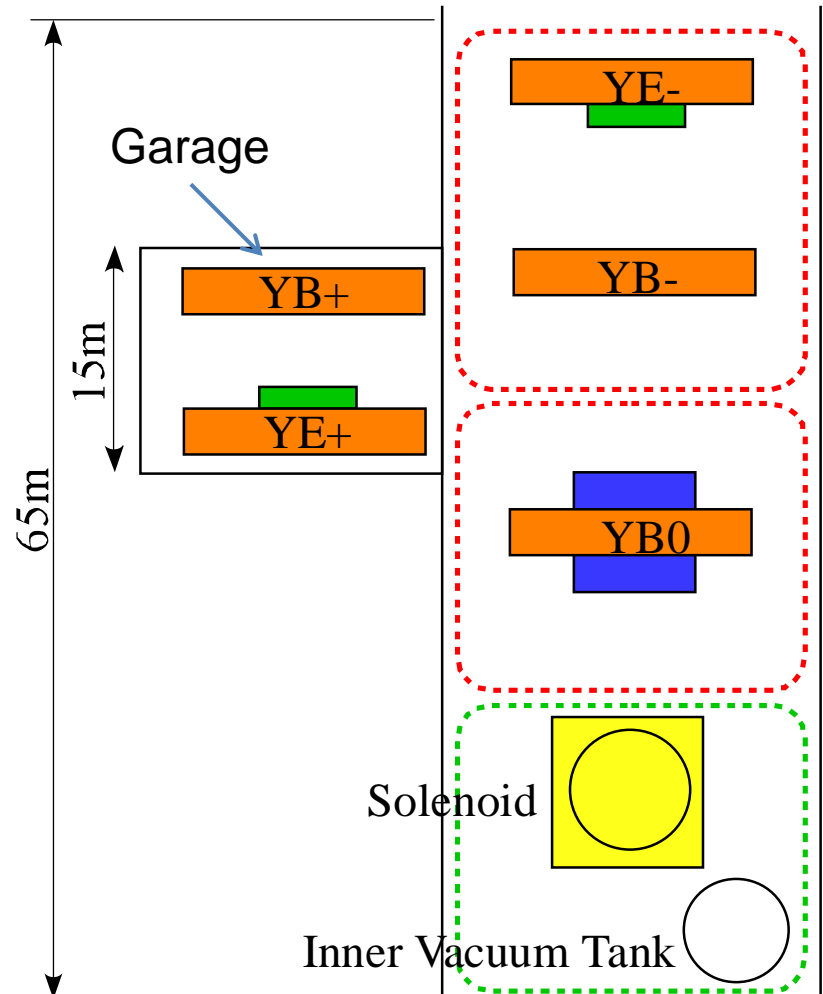 YE-
Garage
YB-
YB+
15m
YE+
65m
YB0
Solenoid
Inner Vacuum Tank